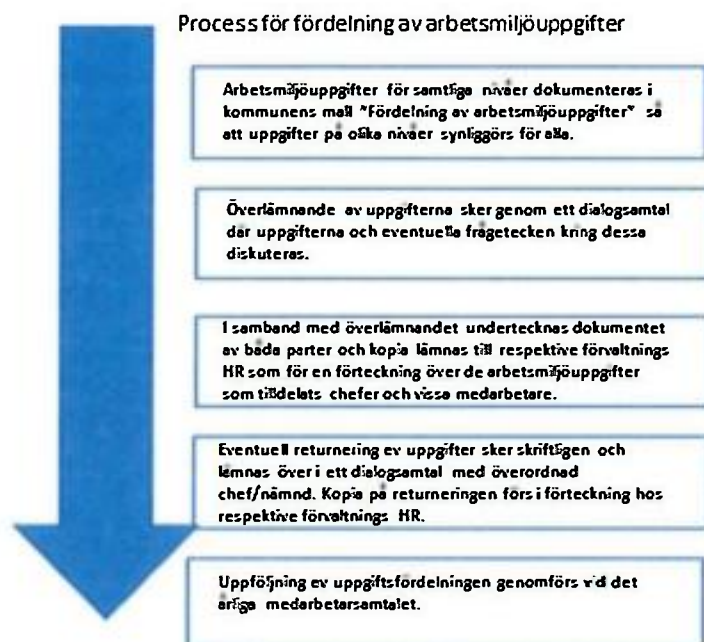 Process för fördelning av arbetsmiljöuppgifter
Arbetsmiljöuppgifter för samtliga nivåer dokumenteras i
kommunens mall "Fördelning av arbetsmiljöuppgifter" så
att uppgifter på olika nivåer synliggörs för alla.
Överlämnande av uppgifterna sker genom ett dialogsamtal
där uppgifterna och eventuella frågetecken kring dessa
diskuteras.
I samband med överlämnandet undertecknas dokumentet
av båda parter och kopia lämnas till respektive förvaltnings
HR som för en förteckning över de arbetsmiljöuppgifter
som tilldelats chefer och vissa medarbetare.
Eventuell returnering av uppgifter sker skriftligen och
lämnas över i ett dialogsamtal med överordnad
chef/nämnd. Kopia på returneringen förs i förteckning hos
respektive förvaltnings HR.
Uppföljning av uppgiftsfördelningen genomförs vid det
årliga medarbetarsamtalet.